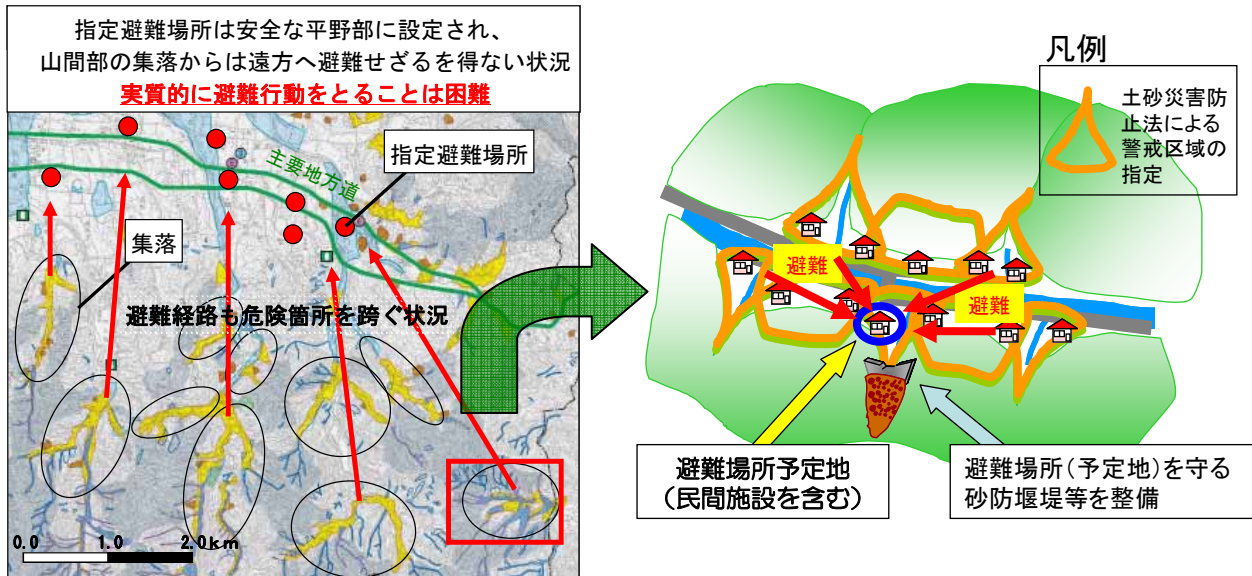 指定避難場所は安全な平野部に設定され、
山間部の集落からは遠方へ避難せざるを得ない状況
実質的に避難行動をとることは困難
主要地方道
指定避難場所
集落
避難経路も危険箇所を跨ぐ状況
0.0 1.0 2.0km
凡例
土砂災害防
止法による
警戒区域の
指定
避難
避難
避難場所予定地
(民間施設を含む)
避難場所(予定地)を守る
砂防堰堤等を整備